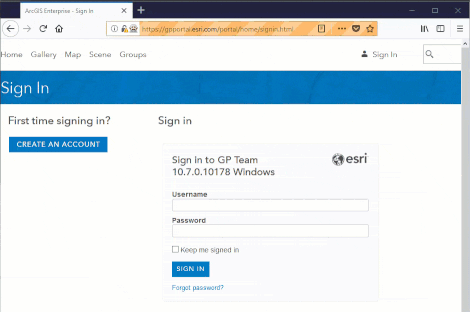 ArcGIS Enterprise - Sign In
https://gpportal.esri.com/portal/home/signin.html
Home Gallery Map Scene Groups Sign In
Sign In
First time signing in?
CREATE AN ACCOUNT
Sign in
Sign in to GP Team
10.7.0.10178 Windows
esri
Username
Password
Keep me signed in
SIGN IN
Forgot password?